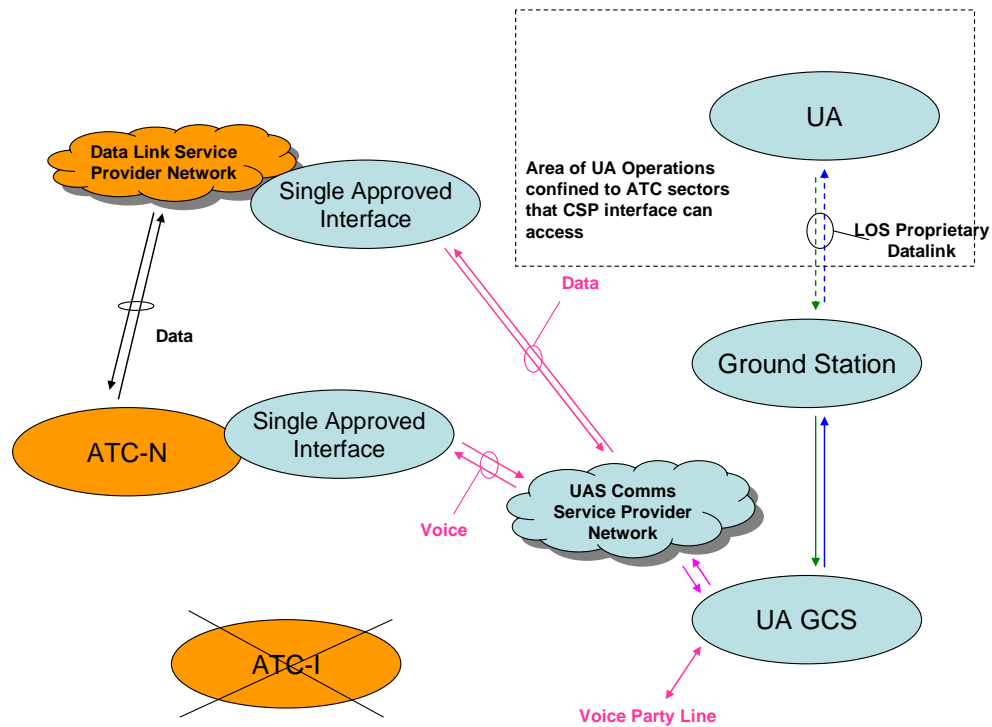 UA
Data Link Service
Provider Network
Single Approved
Interface
Area of UA Operations
confined to ATC sectors
that CSP interface can
access
LOS Proprietary
Datalink
Data
Data
Ground Station
ATC-N
Single Approved
Interface
Voice
UAS Comms
Service Provider
Network
UA GCS
ATC-I
Voice Party Line